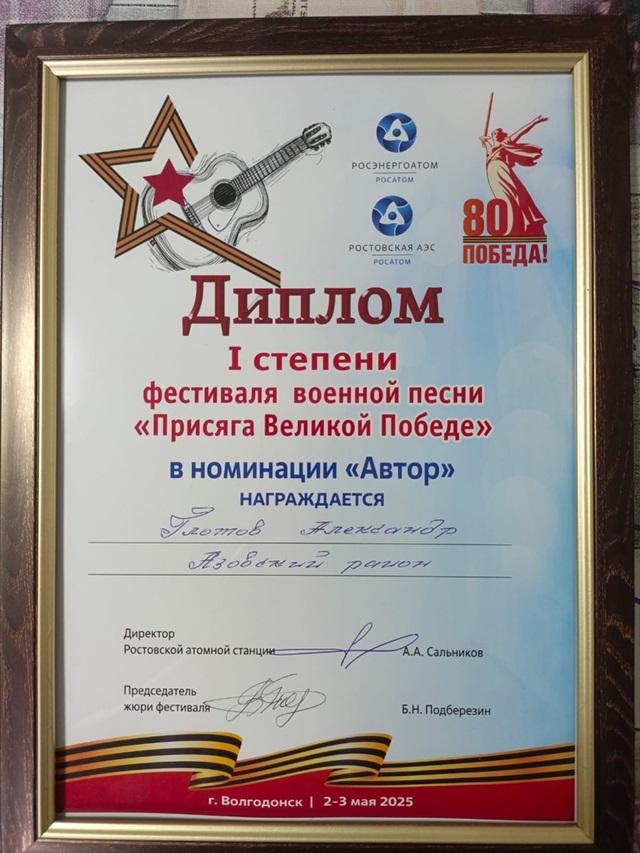 РОСЭНЕРГОАТОМ
РОСАТОМ
РОСТОВСКАЯ АЭС
РОСАТОМ
80
ПОБЕДА!
Диплом
I степени
фестиваля военной песни
«Присяга Великой Победе»
в номинации «Автор»
НАГРАЖДАЕТСЯ
Глотов Александр
Азовский район
Директор
Ростовской атомной станции А.А. Сальников
Председатель
жюри фестиваля Б.Н. Подберезин
г. Волгодонск | 2-3 мая 2025